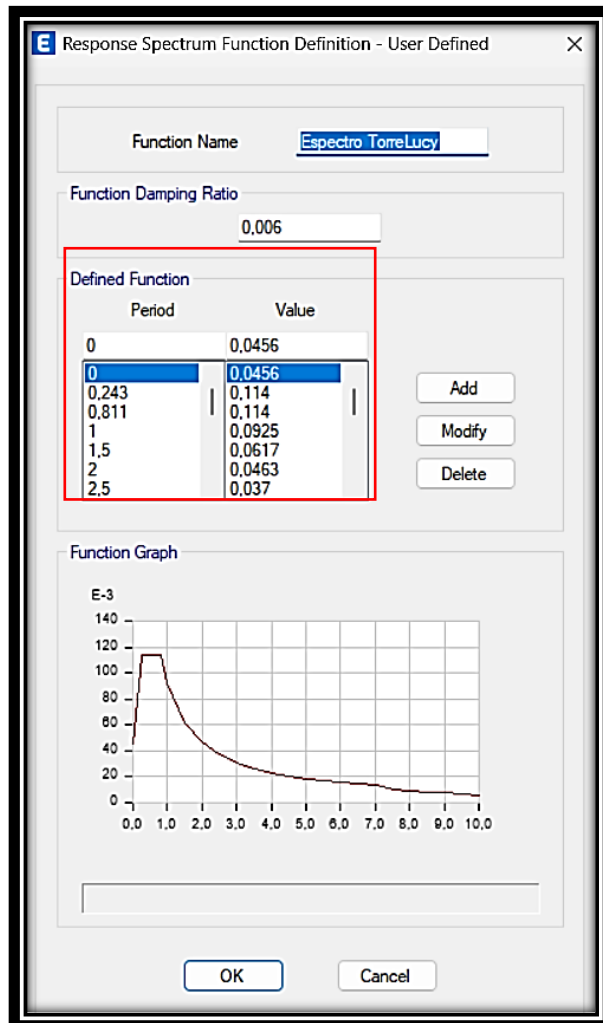 E Response Spectrum Function Definition - User Defined
Function Name Espectro TorreLucy
Function Damping Ratio
0,006
Defined Function
Period Value
0 0,0456
0 0,0456
0,243 0,114
0,811 0,114
1 0,0925
1,5 0,0617
2 0,0463
2,5 0,037
Add
Modify
Delete
Function Graph
E-3
140
120
100
80
60
40
20
0
0,0 1,0 2,0 3,0 4,0 5,0 6,0 7,0 8,0 9,0 10,0
OK Cancel